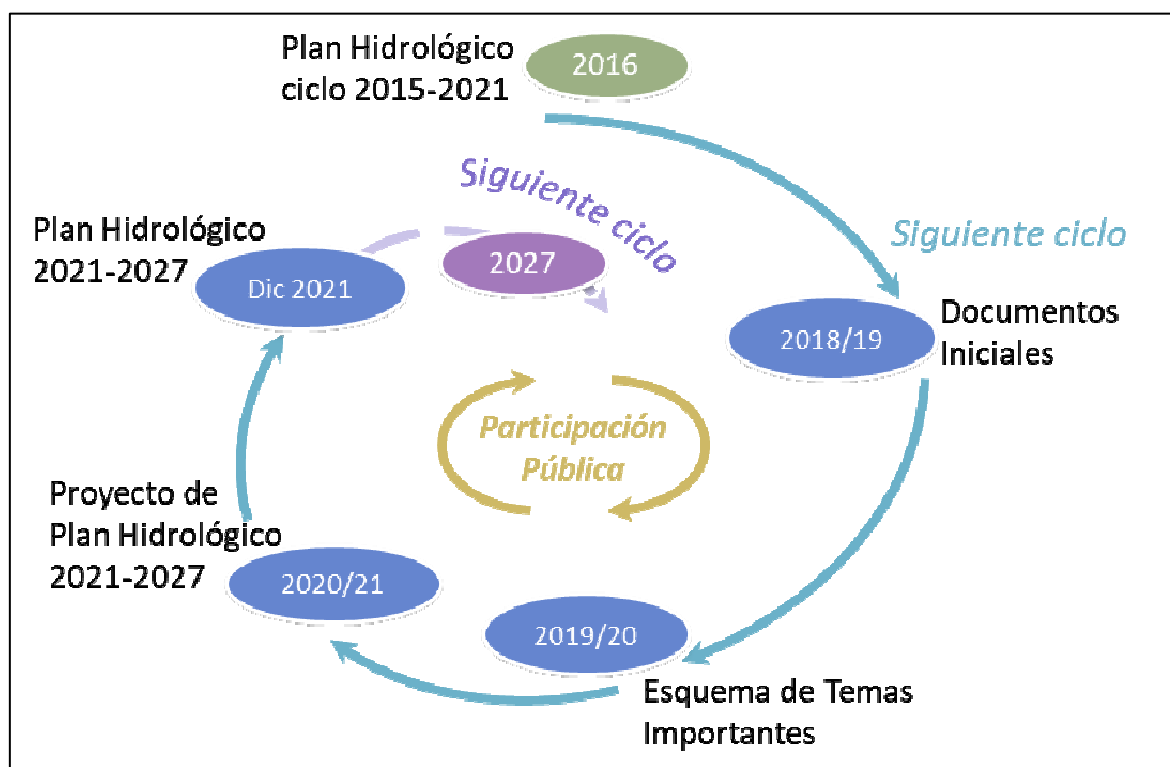 Plan Hidrológico
ciclo 2015-2021
2016
Siguiente ciclo
Siguiente ciclo
Plan Hidrológico
2021-2027
Dic 2021
2027
2018/19
Documentos
Iniciales
Participación
Pública
Proyecto de
Plan Hidrológico
2021-2027
2020/21
2019/20
Esquema de Temas
Importantes